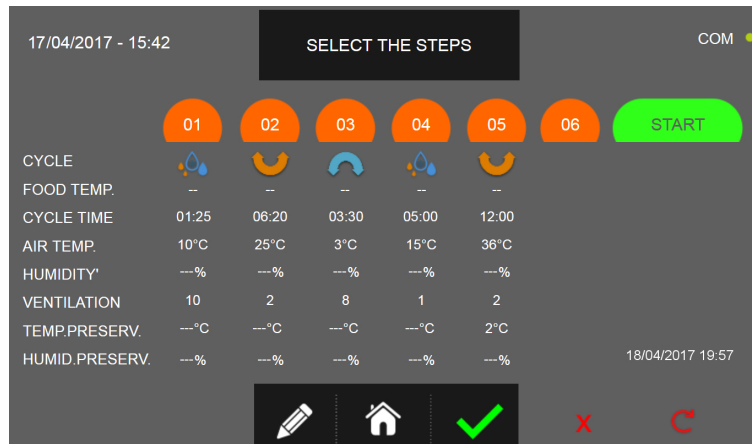 17/04/2017 - 15:42 SELECT THE STEPS COM
01 02 03 04 05 06 START
CYCLE
FOOD TEMP. -- -- -- -- --
CYCLE TIME 01:25 06:20 03:30 05:00 12:00
AIR TEMP. 10°C 25°C 3°C 15°C 36°C
HUMIDITY' ---% ---% ---% ---% ---%
VENTILATION 10 2 8 1 2
TEMP.PRESERV. ---°C ---°C ---°C ---°C 2°C
HUMID.PRESERV. ---% ---% ---% ---% ---% 18/04/2017 19:57
X